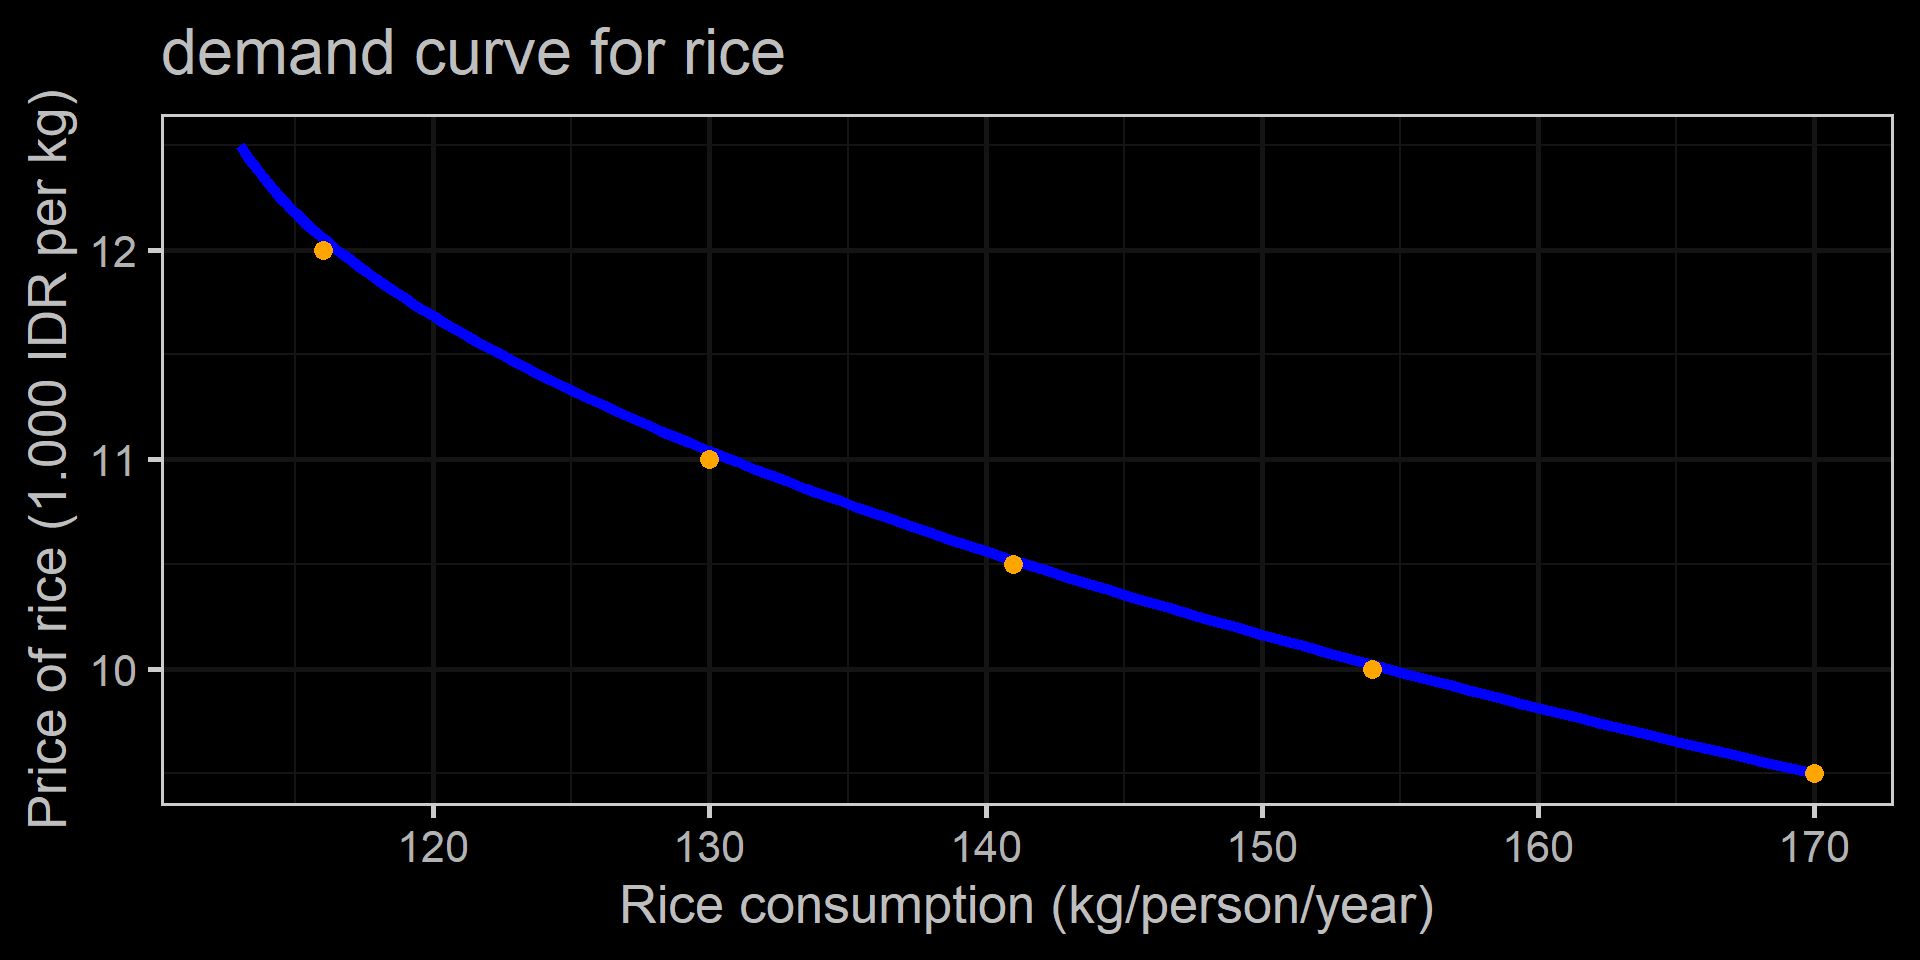 demand curve for rice
Price of rice (1.000 IDR per kg)
12
11
10
120 130 140 150 160 170
Rice consumption (kg/person/year)